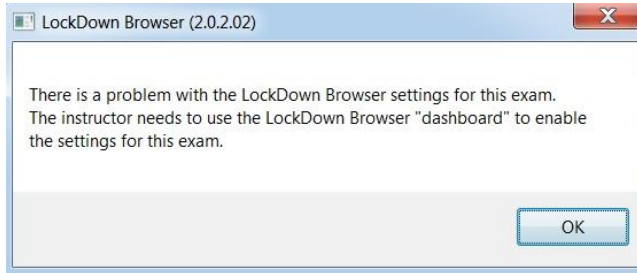 LockDown Browser (2.0.2.02)
There is a problem with the LockDown Browser settings for this exam.
The instructor needs to use the LockDown Browser "dashboard" to enable
the settings for this exam.
OK